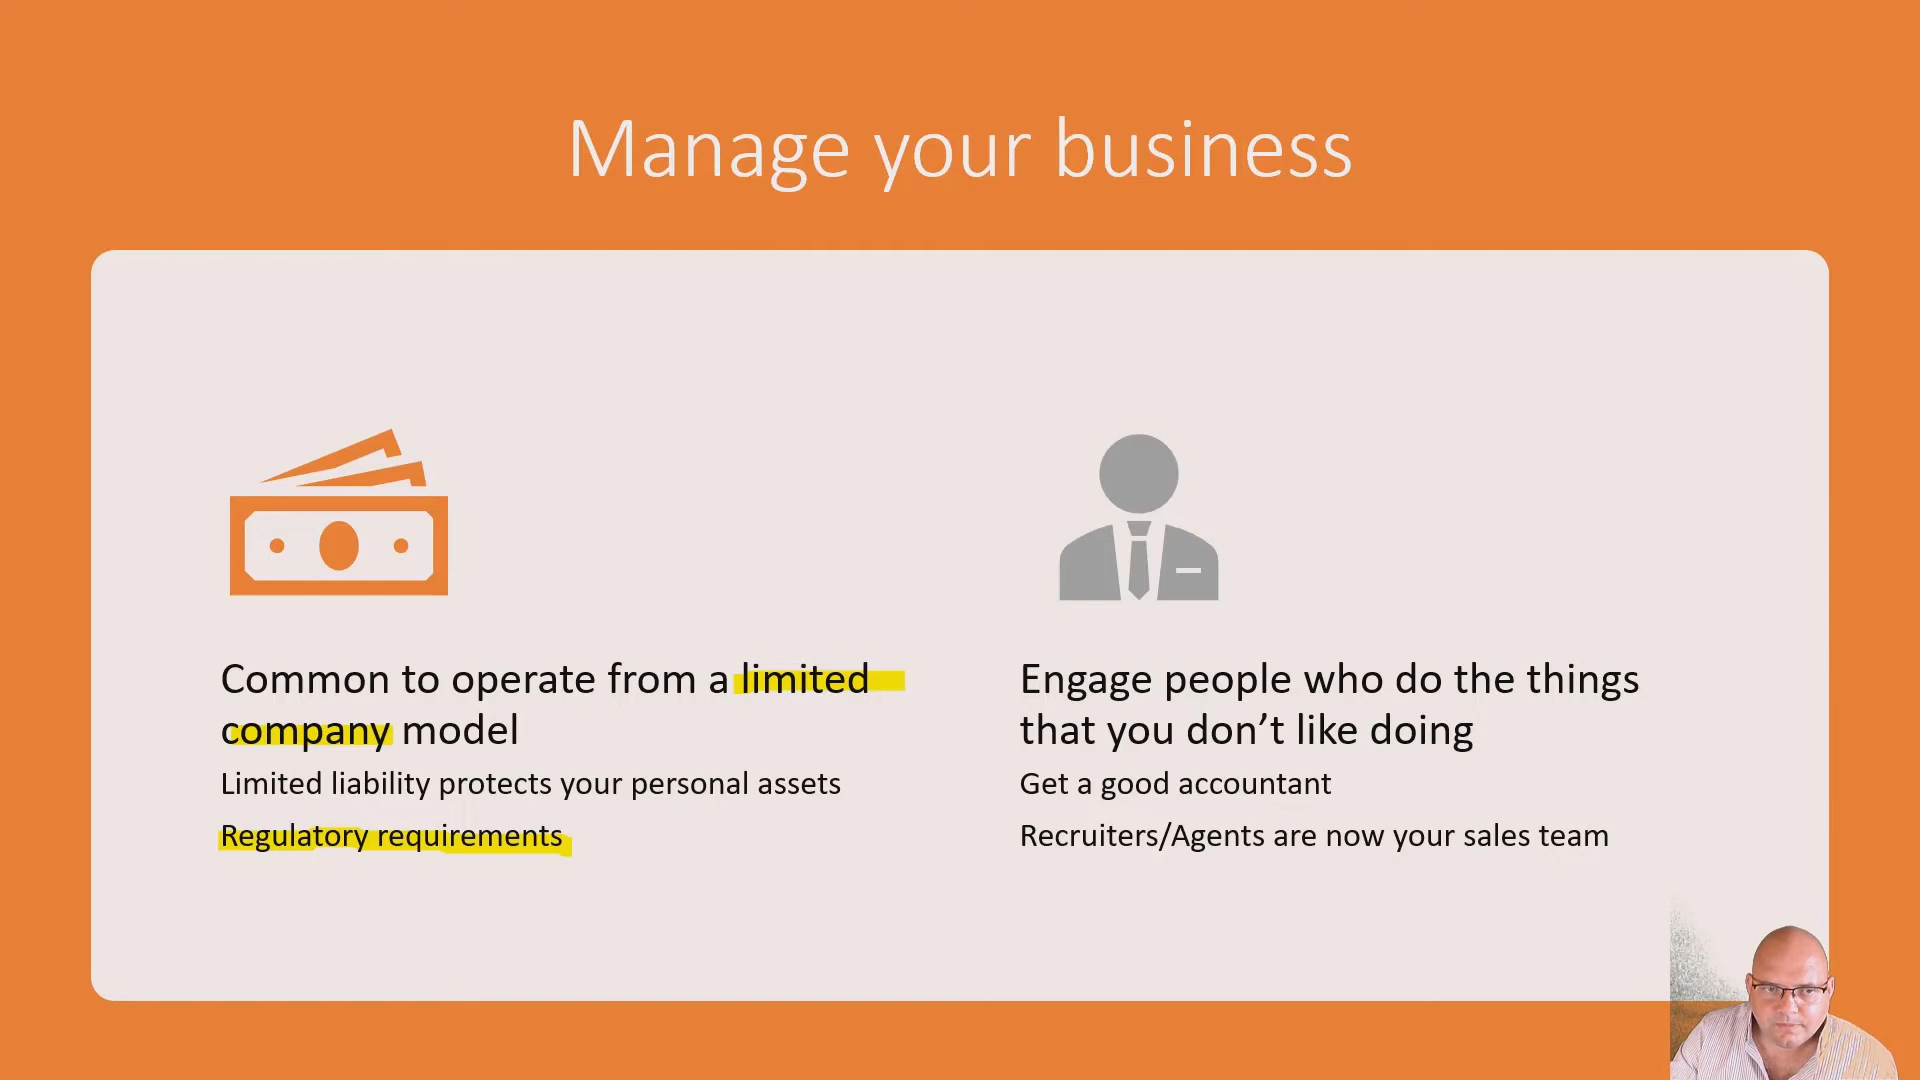 Manage your business
Common to operate from a limited
company model
Limited liability protects your personal assets
Regulatory requirements
Engage people who do the things
that you don’t like doing
Get a good accountant
Recruiters/Agents are now your sales team